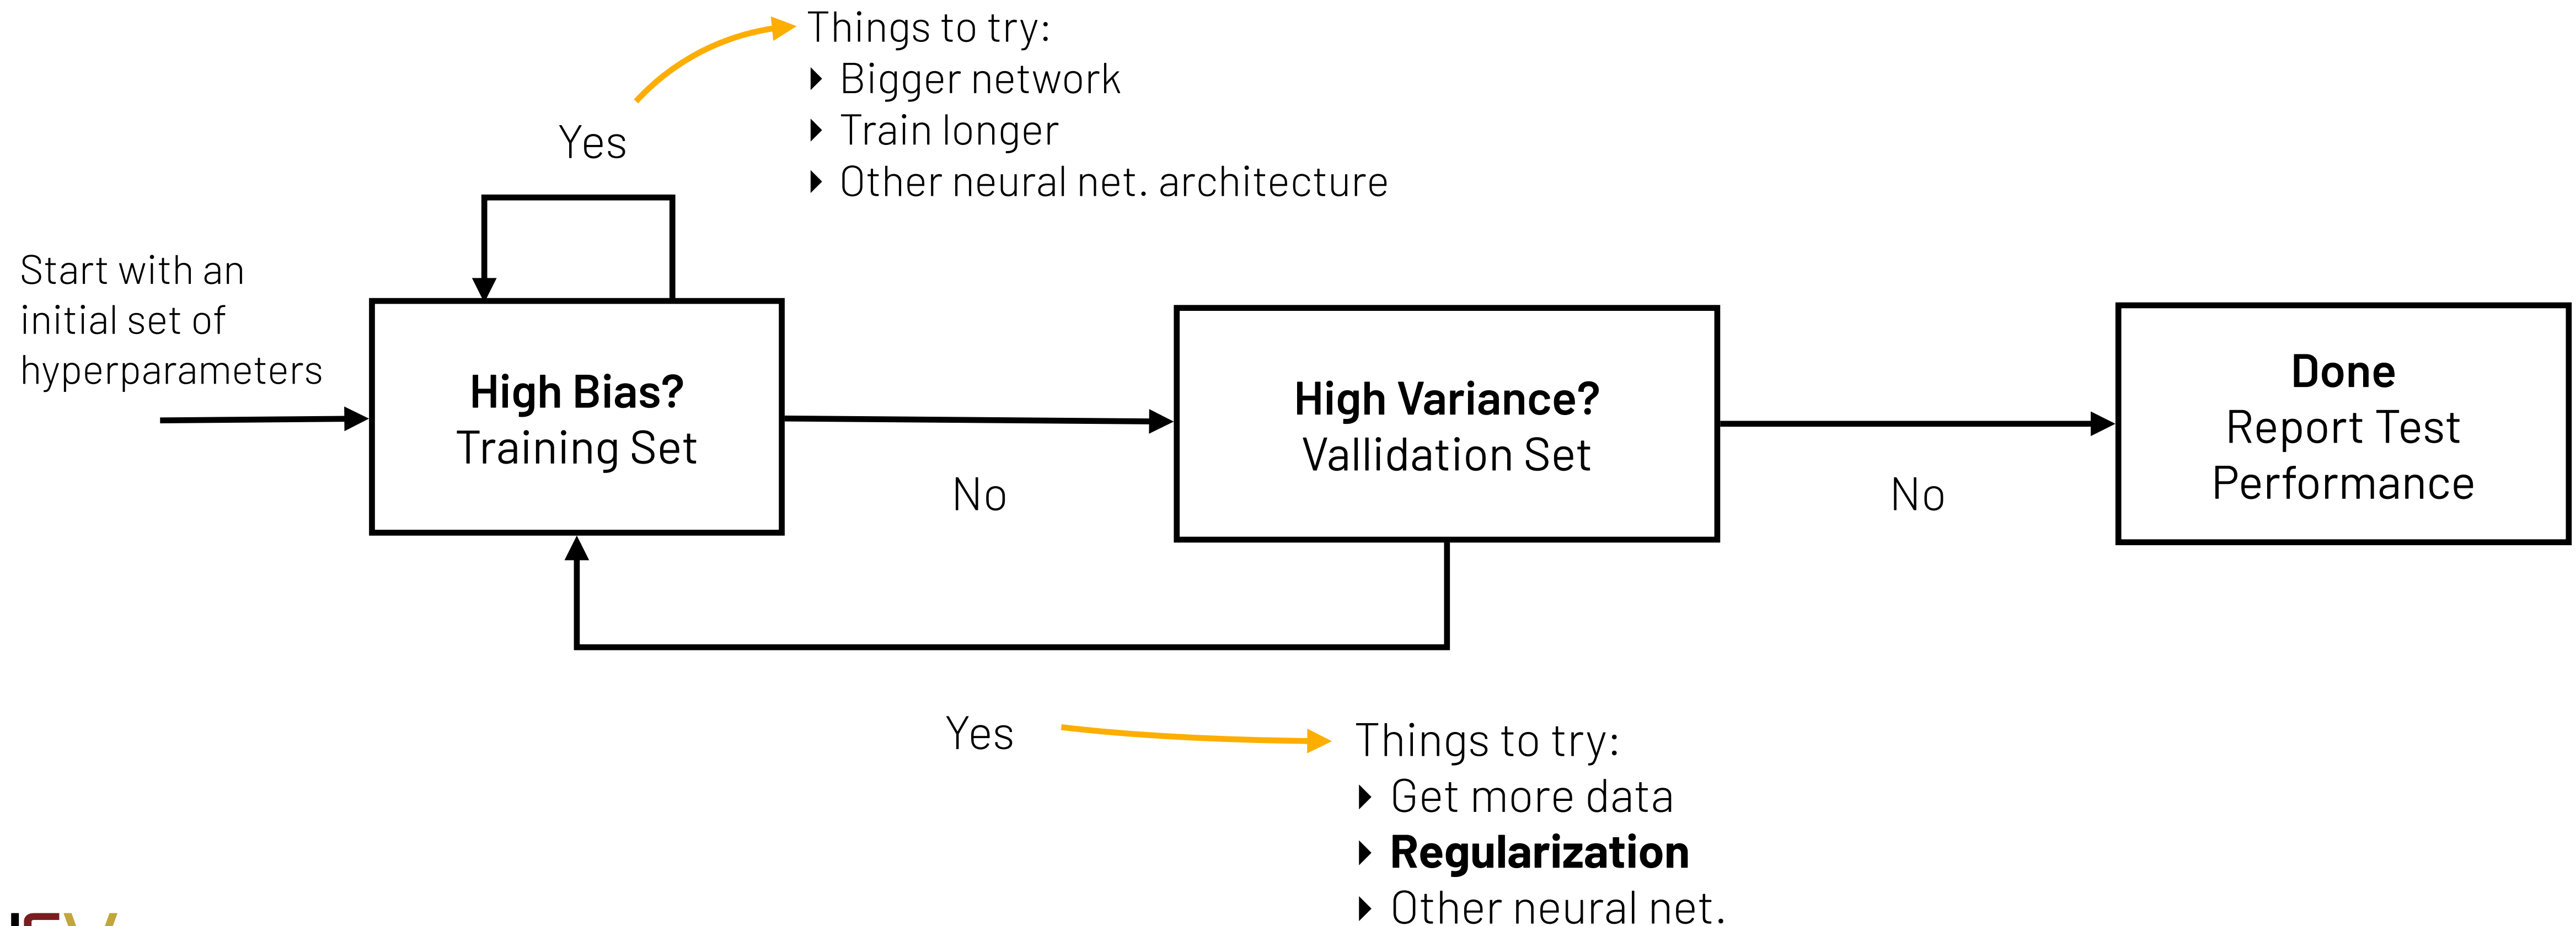 Things to try:
Bigger network
Train longer
Other neural net. architecture
Yes
Start with an
initial set of
hyperparameters
High Bias?
Training Set
No
High Variance?
Vallidation Set
No
Done
Report Test
Performance
Yes
Things to try:
Get more data
Regularization
Other neural net.